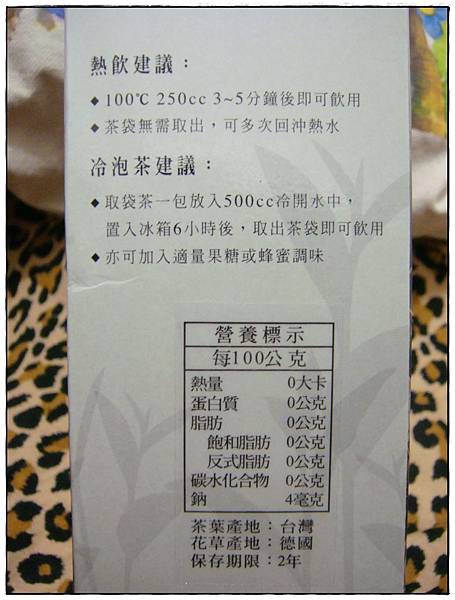 熱飲建議：
◆100℃ 250cc 3~5分鐘後即可飲用
◆茶袋無需取出，可多次回沖熱水
冷泡茶建議：
◆取袋茶一包放入500cc冷開水中，
置入冰箱6小時後，取出茶袋即可飲用
◆亦可加入適量果糖或蜂蜜調味
營養標示
每100公克
熱量 0大卡
蛋白質 0公克
脂肪 0公克
飽和脂肪 0公克
反式脂肪 0公克
碳水化合物 0公克
鈉 4毫克
茶葉產地：台灣
花草產地：德國
保存期限：2年